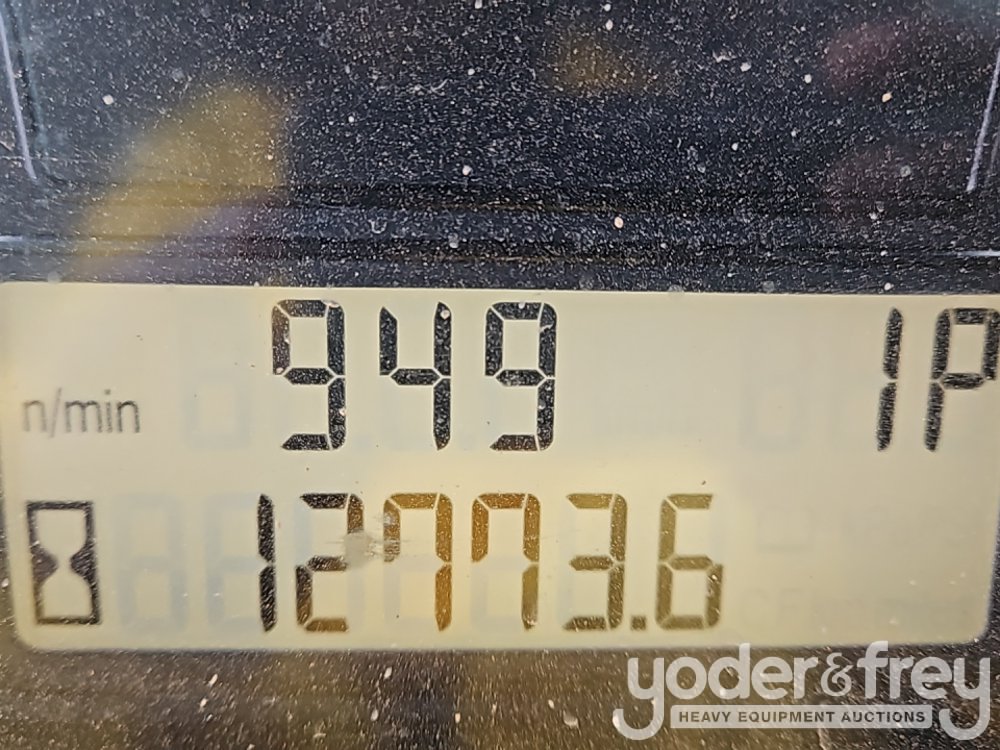 949 1P
n/min
12773.6
yoder&frey
HEAVY EQUIPMENT AUCTIONS